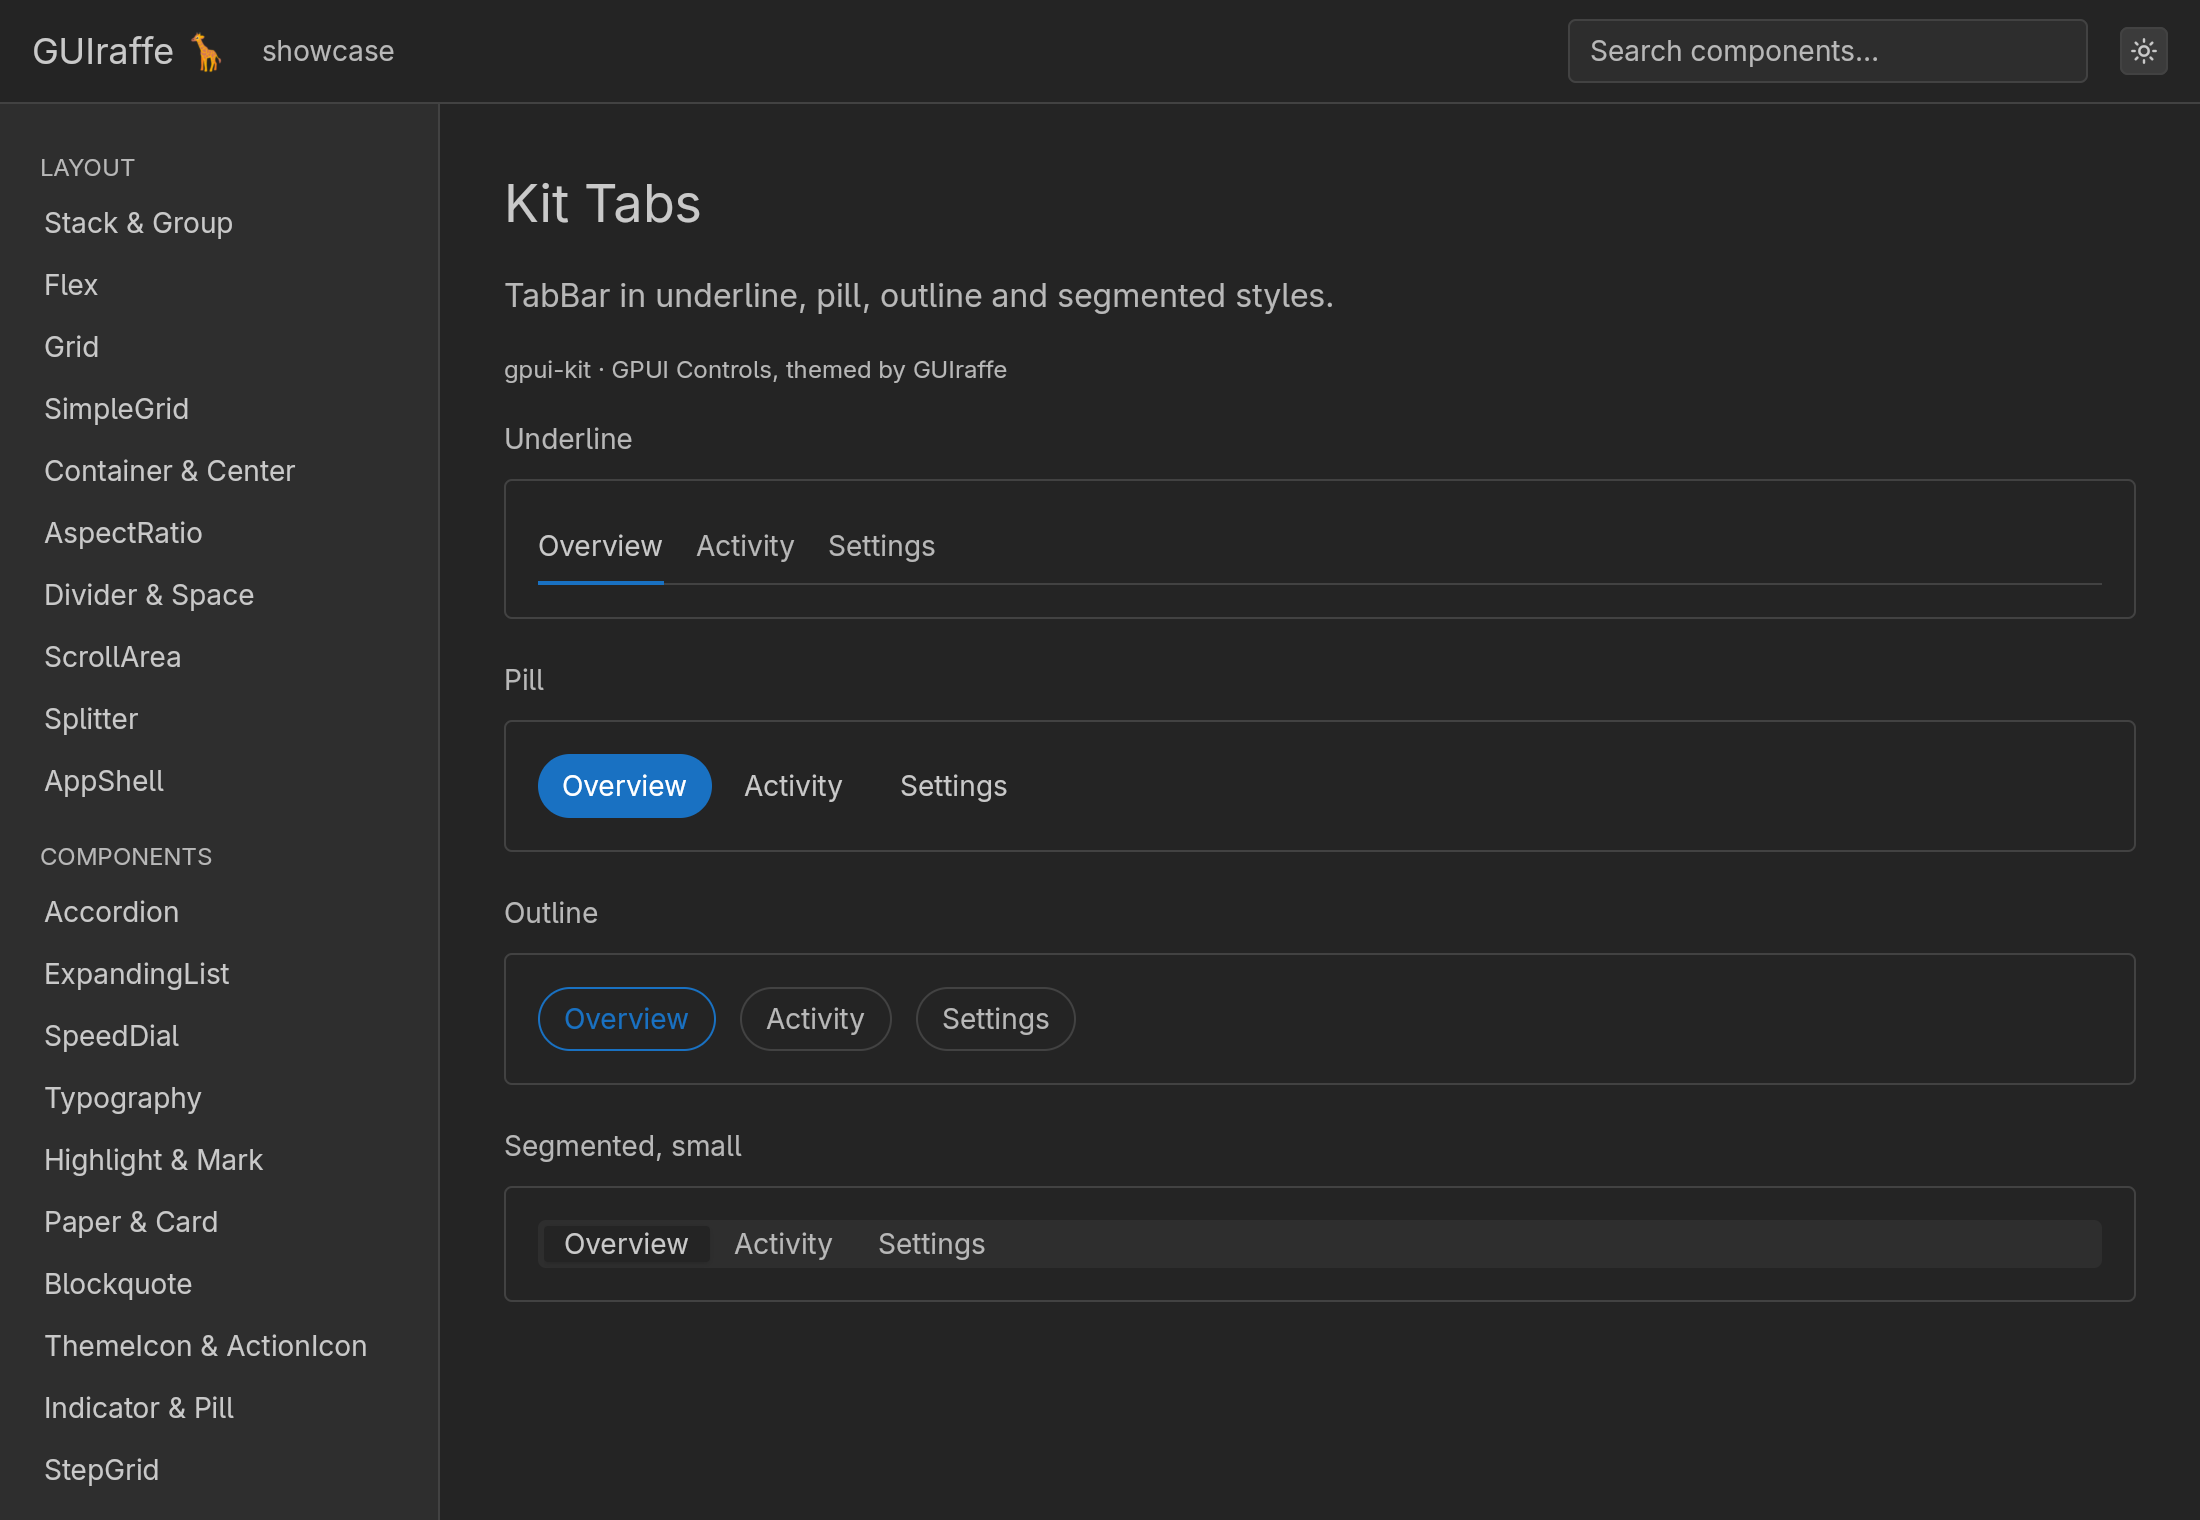 GUIraffe 🦒 showcase
Search components...
LAYOUT
Stack & Group
Flex
Grid
SimpleGrid
Container & Center
AspectRatio
Divider & Space
ScrollArea
Splitter
AppShell
COMPONENTS
Accordion
ExpandingList
SpeedDial
Typography
Highlight & Mark
Paper & Card
Blockquote
ThemeIcon & ActionIcon
Indicator & Pill
StepGrid
Kit Tabs
TabBar in underline, pill, outline and segmented styles.
gpui-kit · GPUI Controls, themed by GUIraffe
Underline
Overview Activity Settings
Pill
Overview Activity Settings
Outline
Overview Activity Settings
Segmented, small
Overview Activity Settings